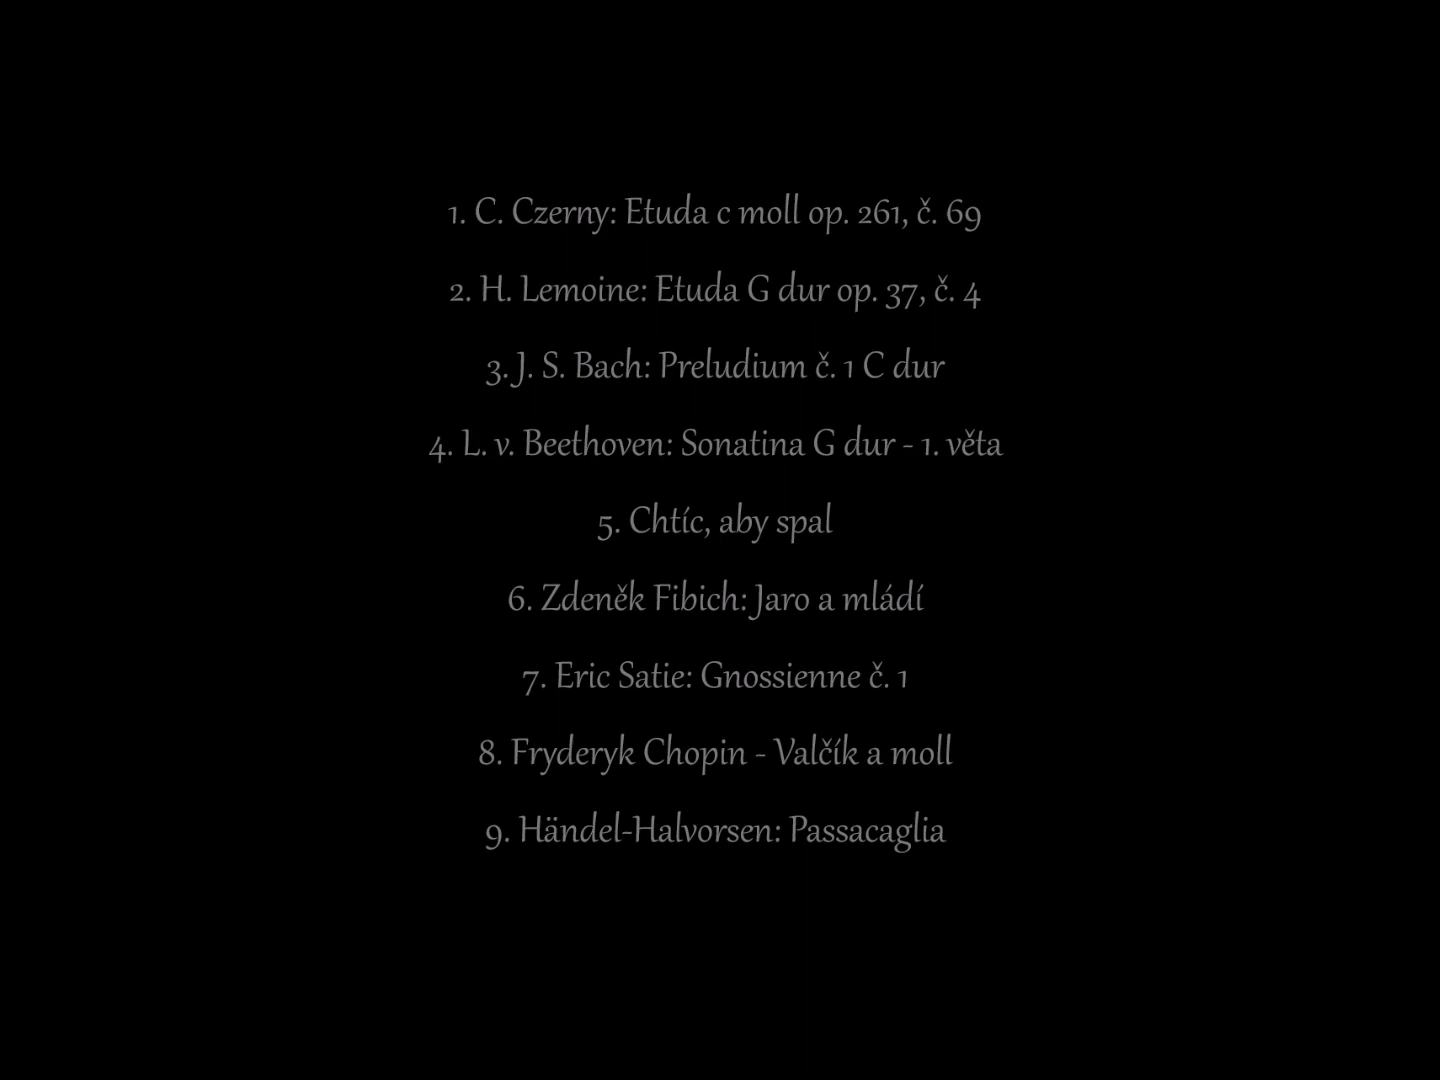 1. C. Czerny: Etuda c moll op. 261, č. 69
2. H. Lemoine: Etuda G dur op. 37, č. 4
3. J. S. Bach: Preludium č. 1 C dur
4. L. v. Beethoven: Sonatina G dur - 1. věta
5. Chtíc, aby spal
6. Zdeněk Fibich: Jaro a mládí
7. Eric Satie: Gnossienne č. 1
8. Fryderyk Chopin - Valčík a moll
9. Händel-Halvorsen: Passacaglia